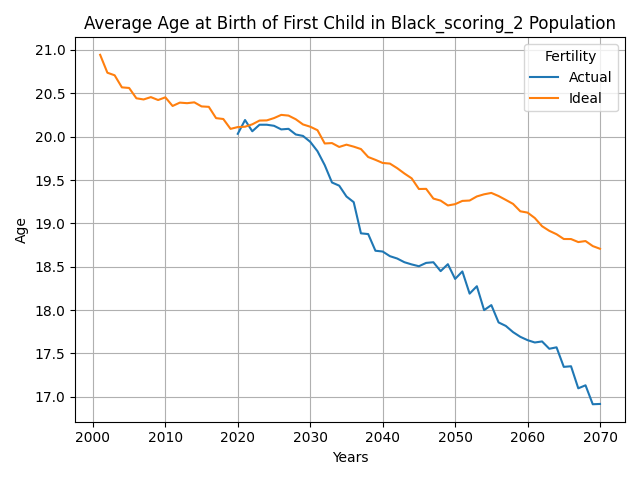 Average Age at Birth of First Child in Black_scoring_2 Population
Fertility
Actual
Ideal
21.0
20.5
20.0
19.5
19.0
18.5
18.0
17.5
17.0
Age
2000 2010 2020 2030 2040 2050 2060 2070
Years